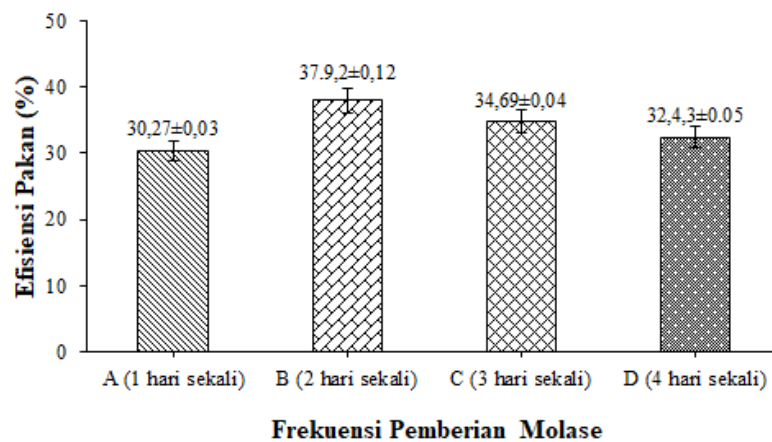 50
40
30
20
10
0
Efisiensi Pakan (%)
30,27±0,03
37.9,2±0,12
34,69±0,04
32,4,3±0.05
A (1 hari sekali)
B (2 hari sekali)
C (3 hari sekali)
D (4 hari sekali)
Frekuensi Pemberian Molase